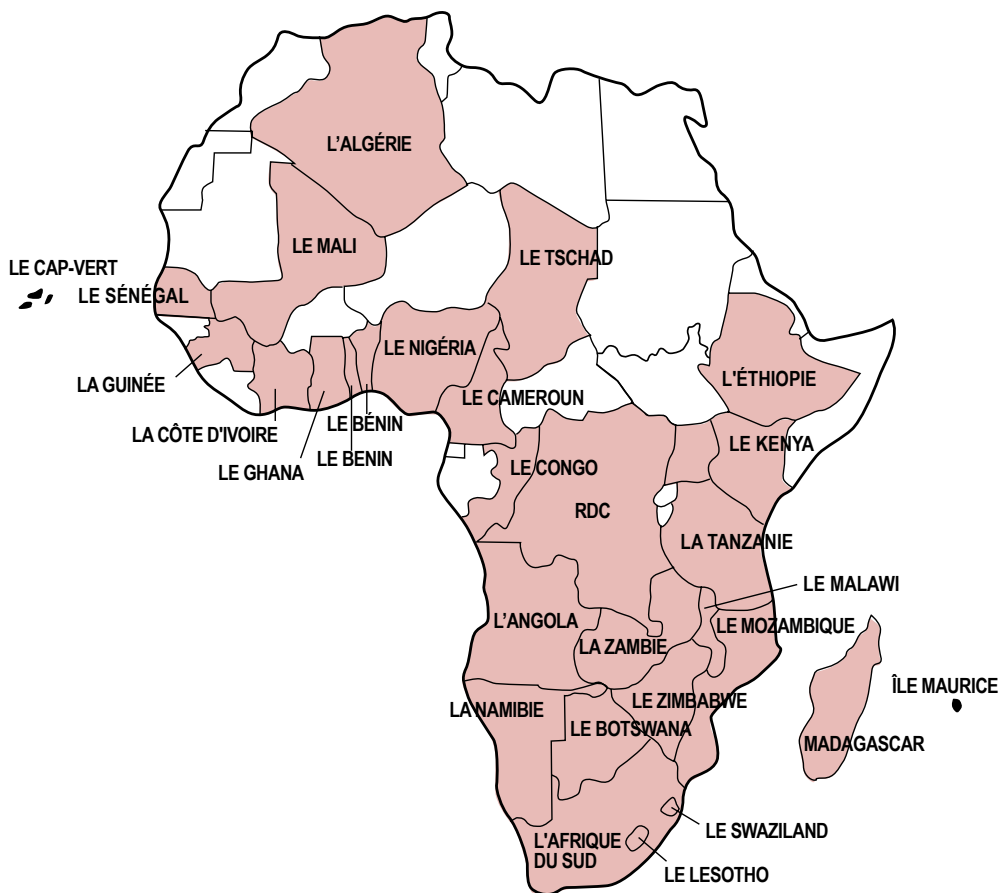 L'ALGÉRIE
LE MALI
LE TSCHAD
LE CAP-VERT
LE SÉNÉGAL
LE NIGÉRIA
L'ÉTHIOPIE
LA GUINÉE
LE CAMEROUN
LE BÉNIN
LA CÔTE D'IVOIRE
LE KENYA
LE GHANA
LE BENIN
LE CONGO
RDC
LA TANZANIE
LE MALAWI
L'ANGOLA
LE MOZAMBIQUE
LA ZAMBIE
ÎLE MAURICE
LE ZIMBABWE
LA NAMIBIE
LE BOTSWANA
MADAGASCAR
LE SWAZILAND
L'AFRIQUE
DU SUD
LE LESOTHO